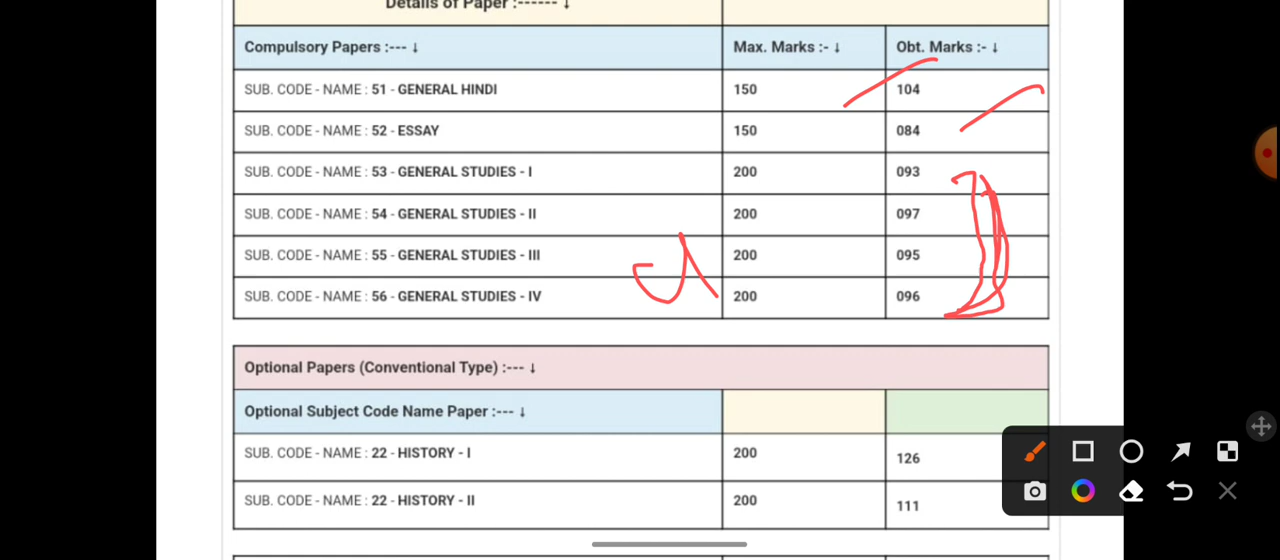 Details of Paper :------ ↓
Compulsory Papers :--- ↓ Max. Marks :- ↓ Obt. Marks :- ↓
SUB. CODE - NAME : 51 - GENERAL HINDI 150 104
SUB. CODE - NAME : 52 - ESSAY 150 084
SUB. CODE - NAME : 53 - GENERAL STUDIES - I 200 093
SUB. CODE - NAME : 54 - GENERAL STUDIES - II 200 097
SUB. CODE - NAME : 55 - GENERAL STUDIES - III 200 095
SUB. CODE - NAME : 56 - GENERAL STUDIES - IV 200 096
Optional Papers (Conventional Type) :--- ↓
Optional Subject Code Name Paper :--- ↓
SUB. CODE - NAME : 22 - HISTORY - I 200 126
SUB. CODE - NAME : 22 - HISTORY - II 200 111